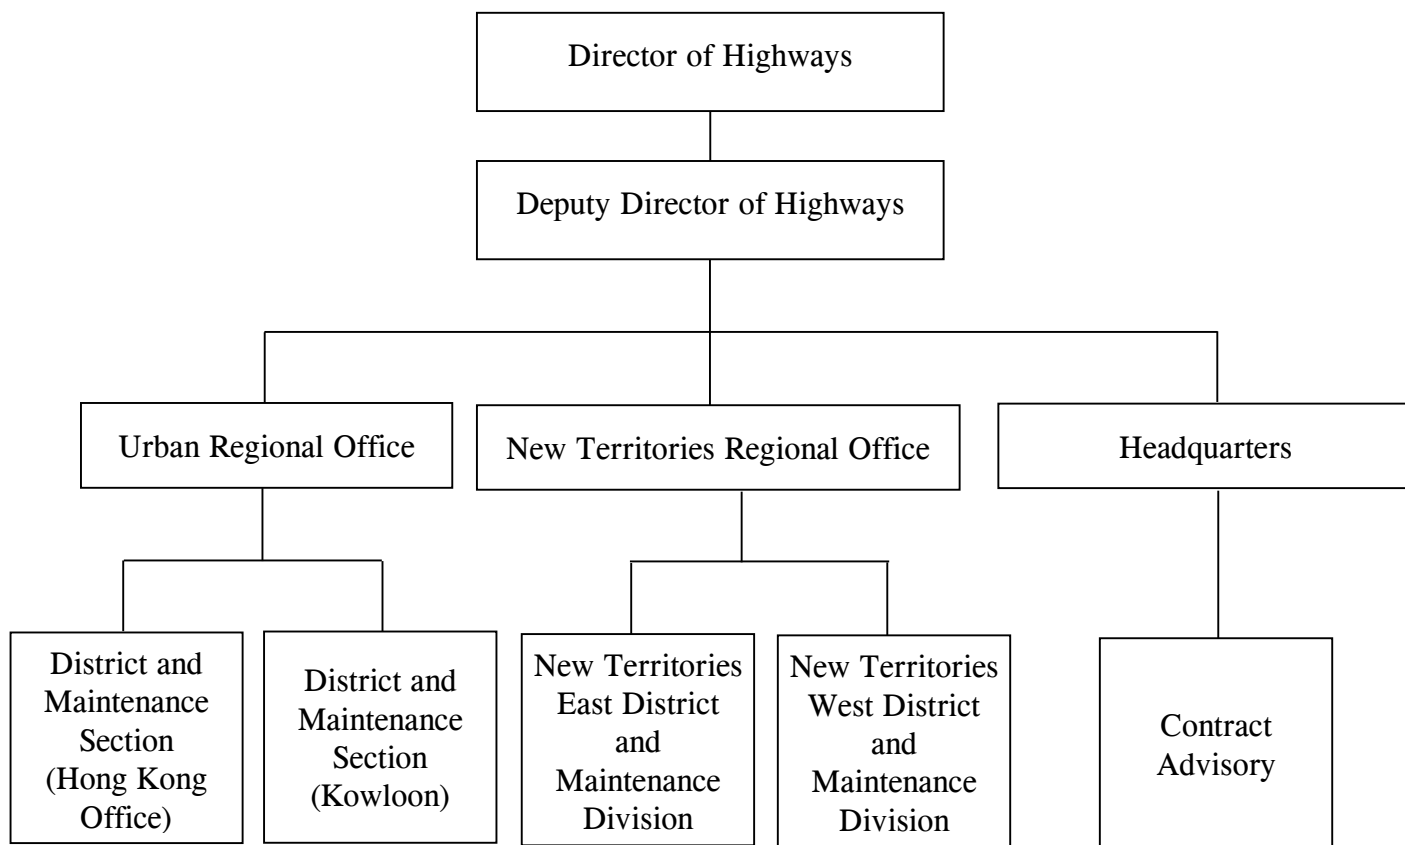 Director of Highways
Deputy Director of Highways
Urban Regional Office
New Territories Regional Office
Headquarters
District and
Maintenance
Section
(Hong Kong
Office)
District and
Maintenance
Section
(Kowloon)
New Territories
East District
and
Maintenance
Division
New Territories
West District
and
Maintenance
Division
Contract
Advisory